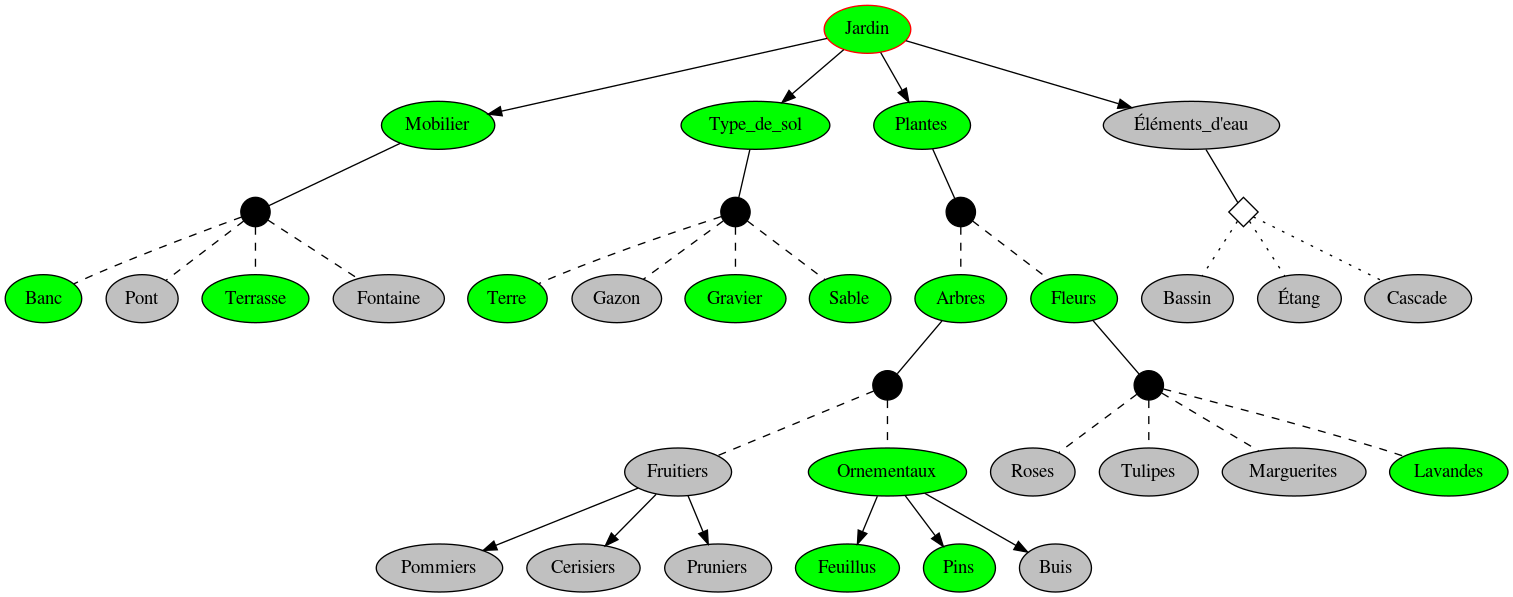 Jardin
Mobilier
Type_de_sol
Plantes
Éléments_d'eau
Banc
Pont
Terrasse
Fontaine
Terre
Gazon
Gravier
Sable
Arbres
Fleurs
Bassin
Étang
Cascade
Fruitiers
Ornementaux
Roses
Tulipes
Marguerites
Lavandes
Pommiers
Cerisiers
Pruniers
Feuillus
Pins
Buis